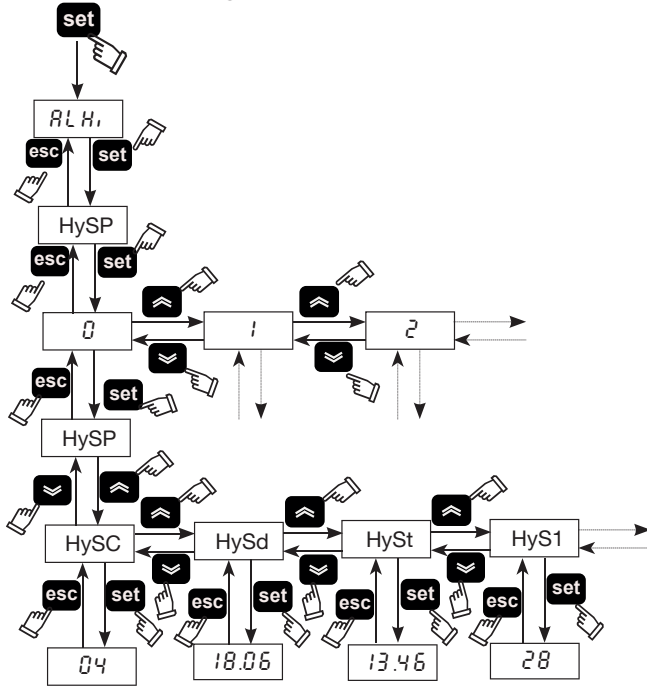 set
ALHi
esc set
HySP
esc set
0 1 2
esc set
HySP
HySC HySd HySt HyS1
esc set esc set esc set esc set
04 18.06 13.46 28